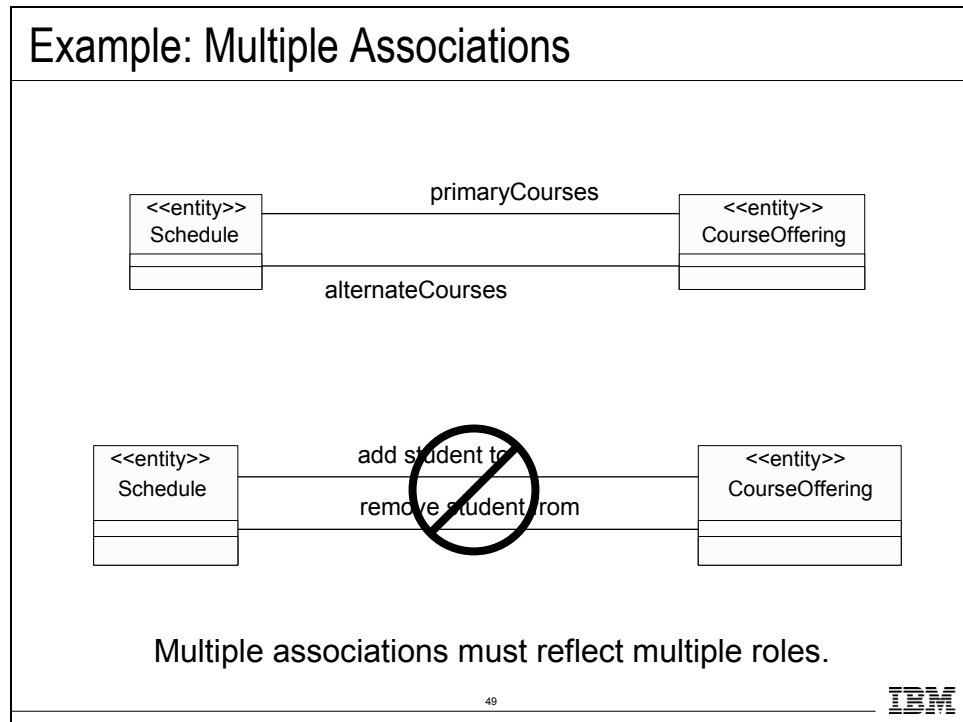 Example: Multiple Associations
primaryCourses
<<entity>>
Schedule
<<entity>>
CourseOffering
alternateCourses
<<entity>>
Schedule
add student to
remove student from
<<entity>>
CourseOffering
Multiple associations must reflect multiple roles.
49
IBM